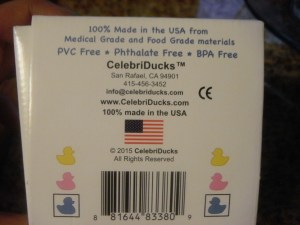 100% Made in the USA from
Medical Grade and Food Grade materials
PVC Free • Phthalate Free • BPA Free
CelebriDucks™
San Rafael, CA 94901
415-456-3452
info@celebriducks.com
www.CelebriDucks.com
CE
100% made in the USA
© 2015 CelebriDucks
All Rights Reserved
8 81644 83380 9